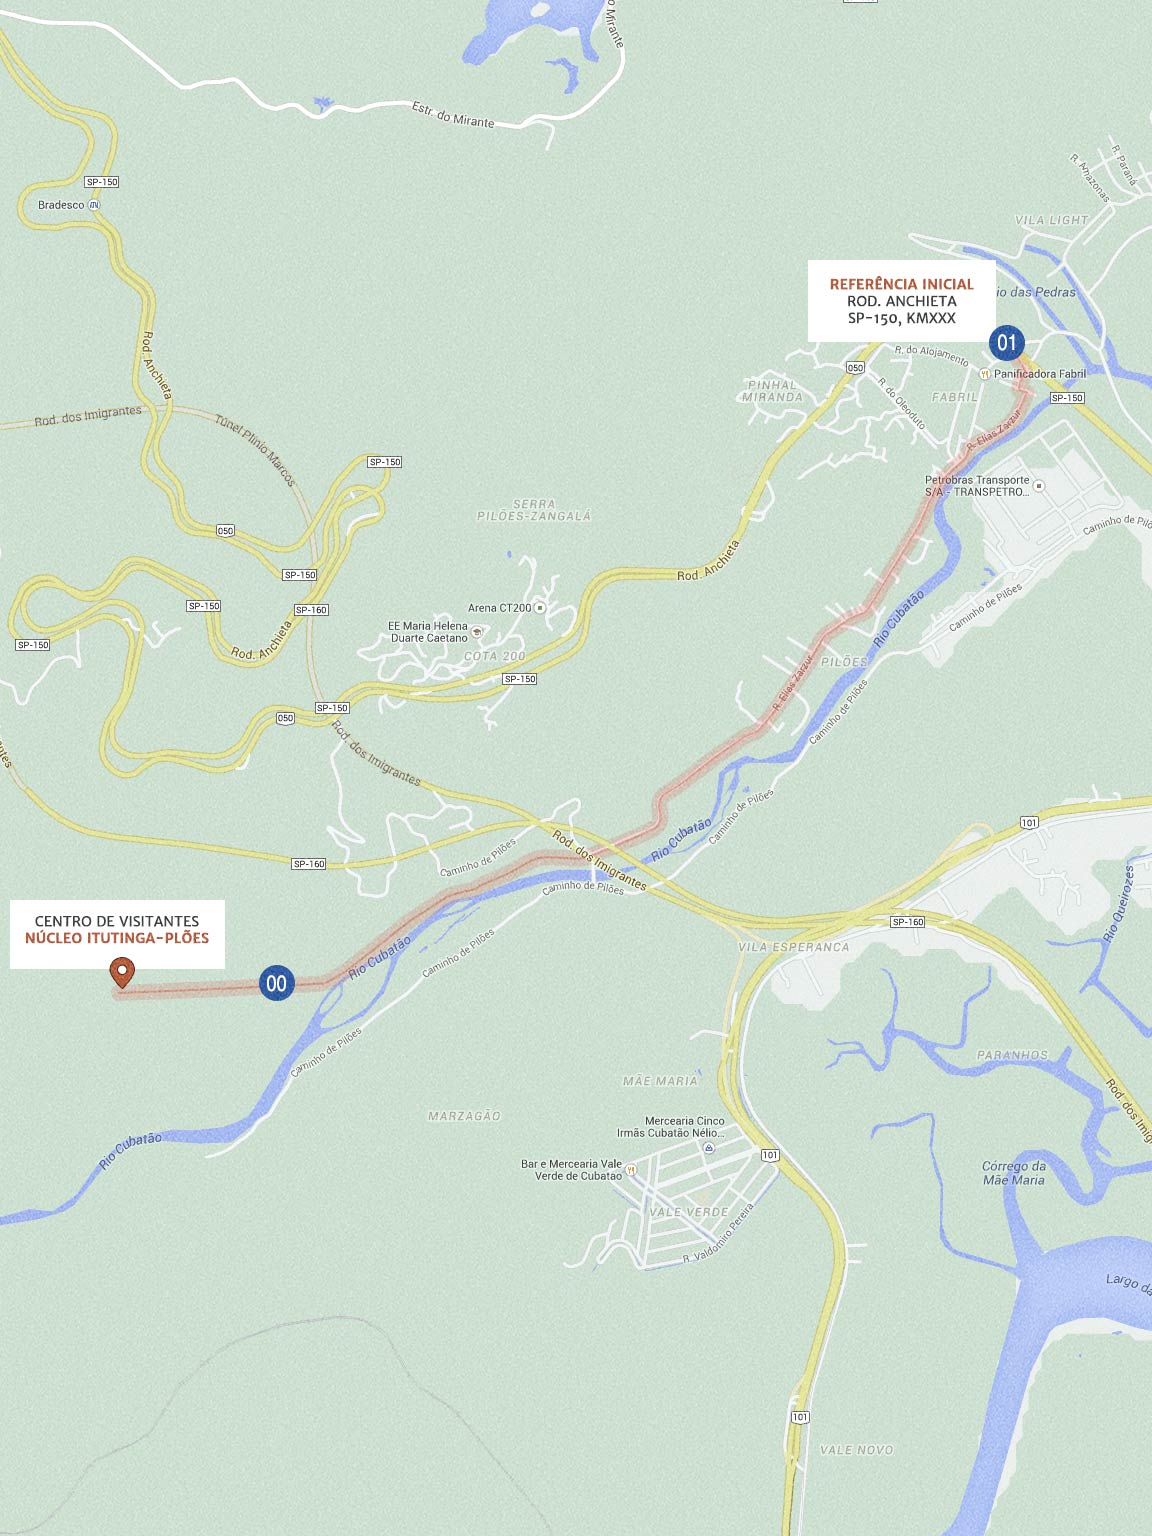 o Mirante
Estr. do Mirante
R. Paraná
R. Amazonas
SP-150
Bradesco
VILA LIGHT
REFERÊNCIA INICIAL
ROD. ANCHIETA
SP-150, KMXXX
io das Pedras
01
R. do Alojamento
Panificadora Fabril
050
Rod. Anchieta
PINHAL
MIRANDA
R. do Oleoduto
FABRIL
SP-150
Rod. dos Imigrantes
Túnel Plínio Marcos
R. Elias Zarzur
SP-150
Petrobras Transporte
S/A - TRANSPETRO...
SERRA
PILÕES-ZANGALÁ
Caminho de Pilõ
050
Rod. Anchieta
SP-150
SP-150
SP-160
Arena CT200
Rio Cubatão
Caminho de Pilões
EE Maria Helena
Duarte Caetano
Rod. Anchieta
SP-150
COTA 200
PILÕES
SP-150
R. Elias Zarzur
SP-150
050
Caminho de Pilões
Rod. dos Imigrantes
antes
Caminho de Pilões
101
Rio Cubatão
Rod. dos Imigrantes
SP-160
Caminho de Pilões
Caminho de Pilões
Rio Queirozes
CENTRO DE VISITANTES
NÚCLEO ITUTINGA-PLÕES
SP-160
VILA ESPERANCA
Rio Cubatão
Caminho de Pilões
00
Caminho de Pilões
PARANHOS
MÃE MARIA
Rod. dos Imig
MARZAGÃO
Mercearia Cinco
Irmãs Cubatão Nélio...
Rio Cubatão
101
Bar e Mercearia Vale
Verde de Cubatao
Córrego da
Mãe Maria
VALE VERDE
R. Valdomiro Pereira
Largo da
101
VALE NOVO